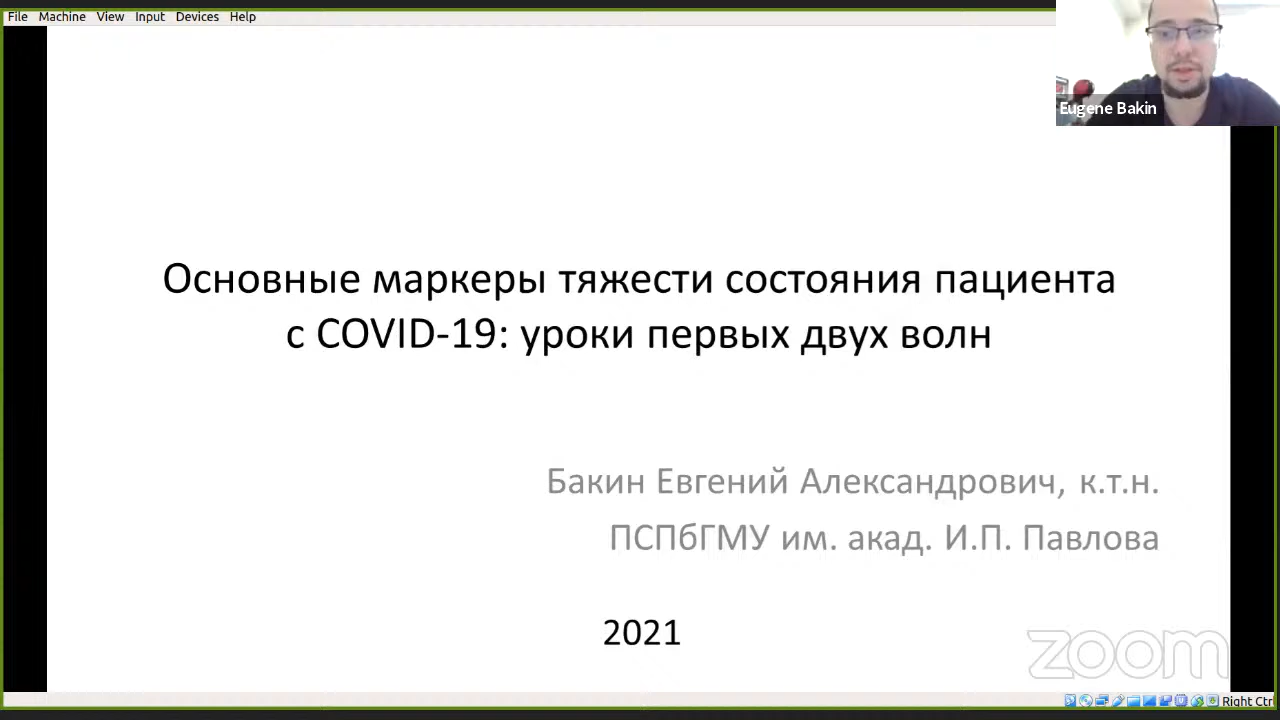 File Machine View Input Devices Help
Eugene Bakin
Основные маркеры тяжести состояния пациента
с COVID-19: уроки первых двух волн
Бакин Евгений Александрович, к.т.н.
ПСПбГМУ им. акад. И.П. Павлова
2021
zoom
Right Ctrl